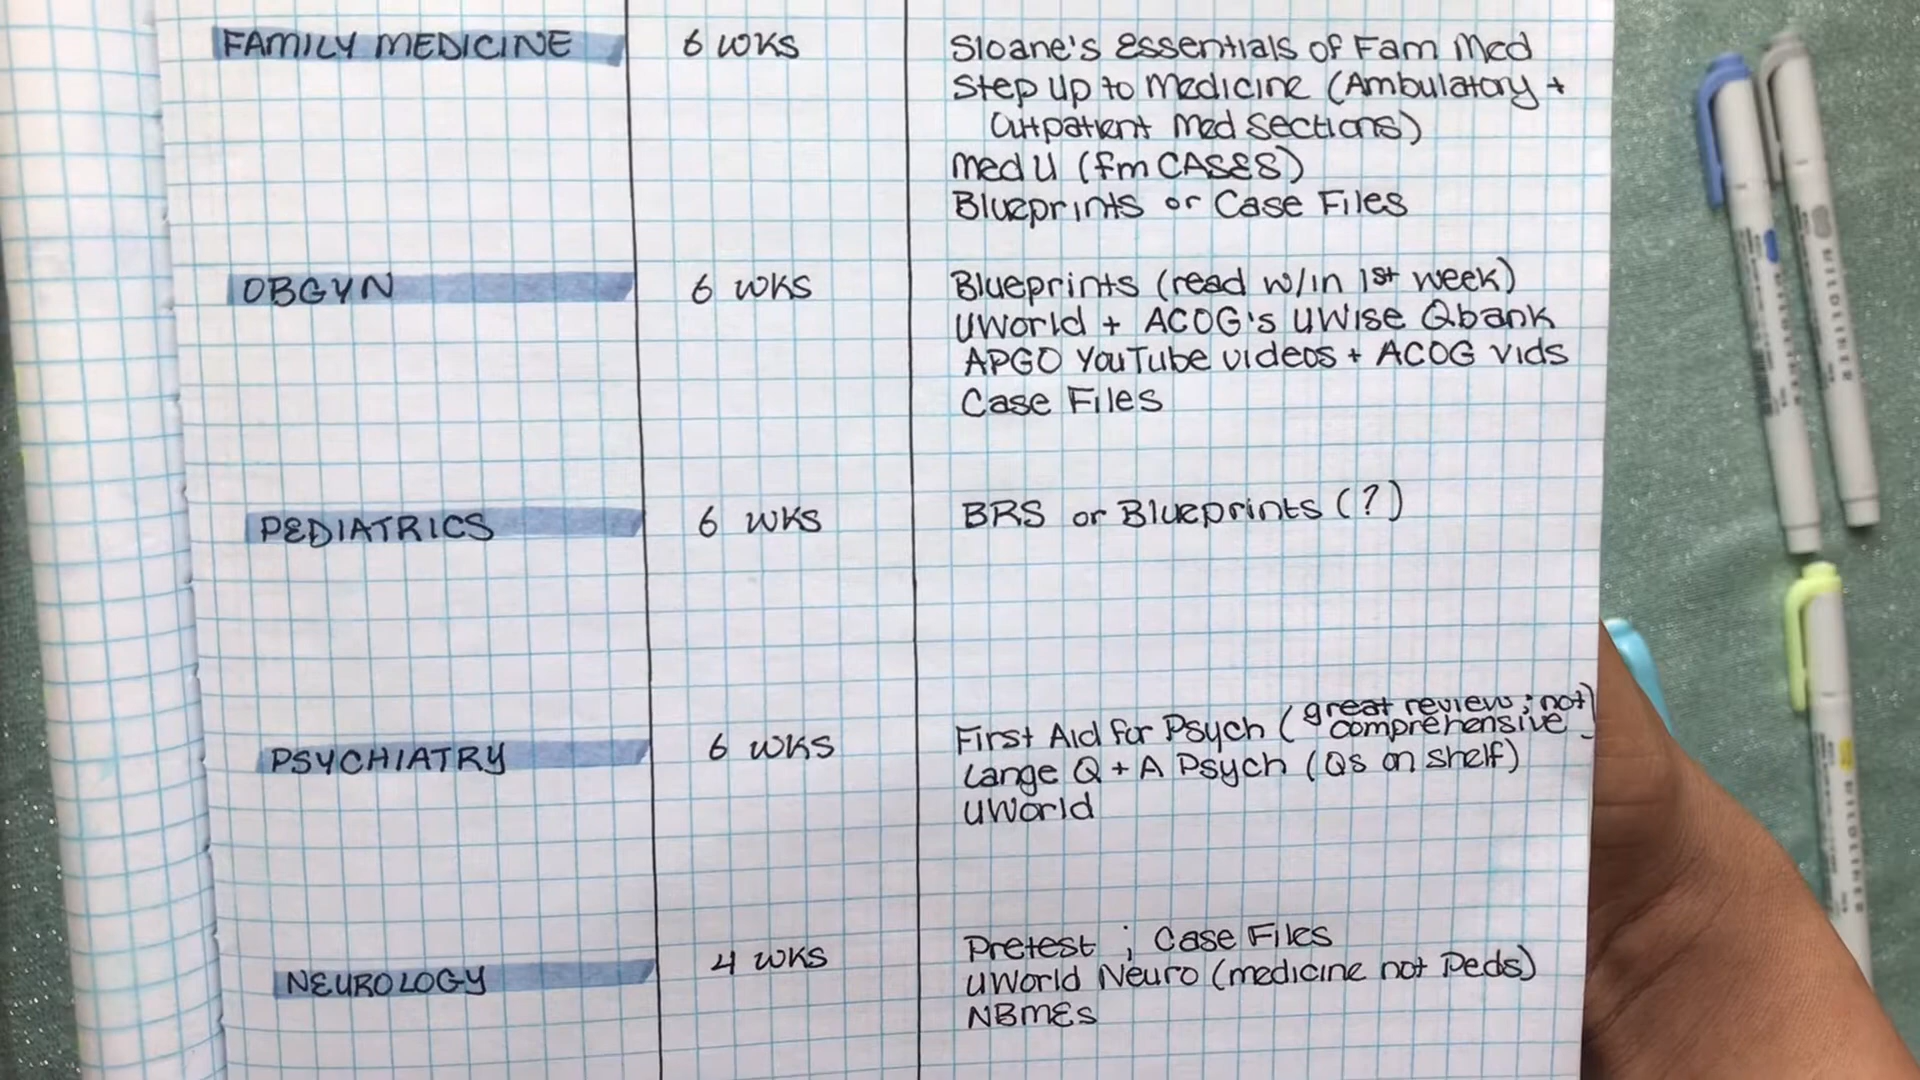 FAMILY MEDICINE 6 WKS Sloane's Essentials of Fam Med
Step Up to Medicine (Ambulatory +
Outpatient Med Sections)
Med U (fmCASES)
Blueprints or Case Files
OBGYN 6 WKS Blueprints (read w/in 1st week)
UWorld + ACOG's UWise Qbank
APGO YouTube videos + ACOG vids
Case Files
PEDIATRICS 6 WKS BRS or Blueprints (?)
PSYCHIATRY 6 WKS First Aid for Psych (great review; not
comprehensive)
Lange Q + A Psych (Qs on shelf)
UWorld
NEUROLOGY 4 WKS Pretest ; Case Files
UWorld Neuro (medicine not Peds)
NBMEs
MILDLINER
MILDLINER
MILDLINER